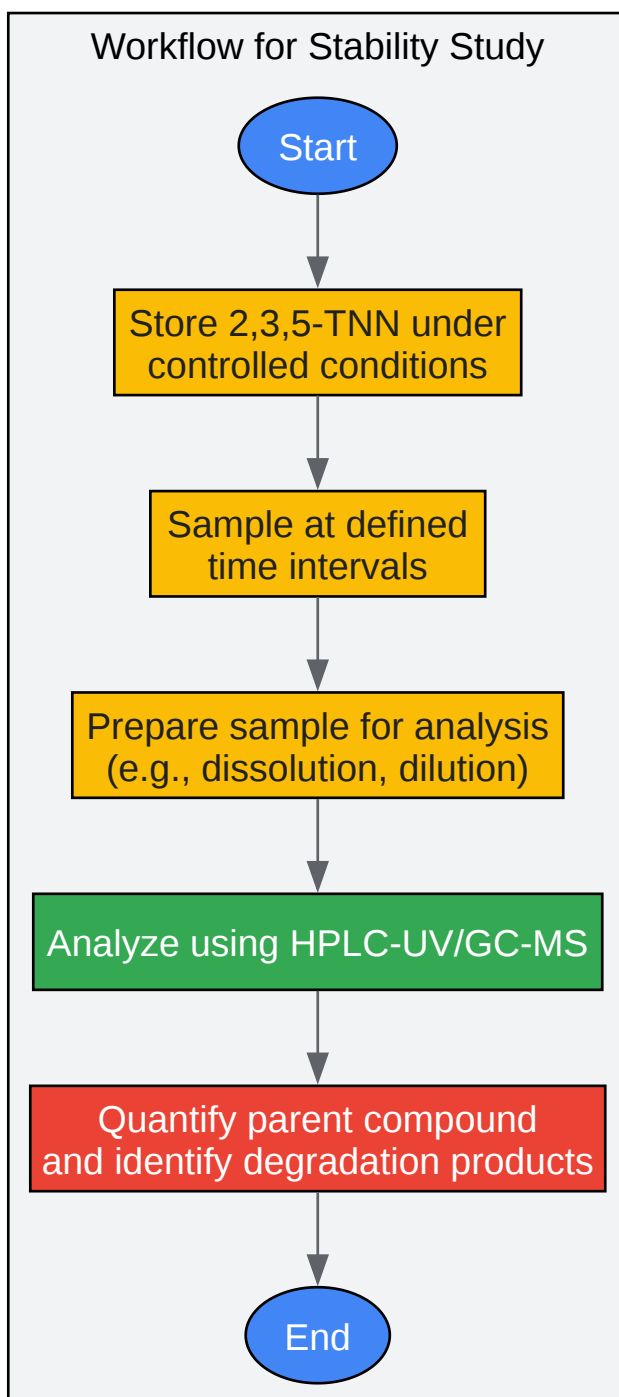 Workflow for Stability Study
Start
Store 2,3,5-TNN under
controlled conditions
Sample at defined
time intervals
Prepare sample for analysis
(e.g., dissolution, dilution)
Analyze using HPLC-UV/GC-MS
Quantify parent compound
and identify degradation products
End